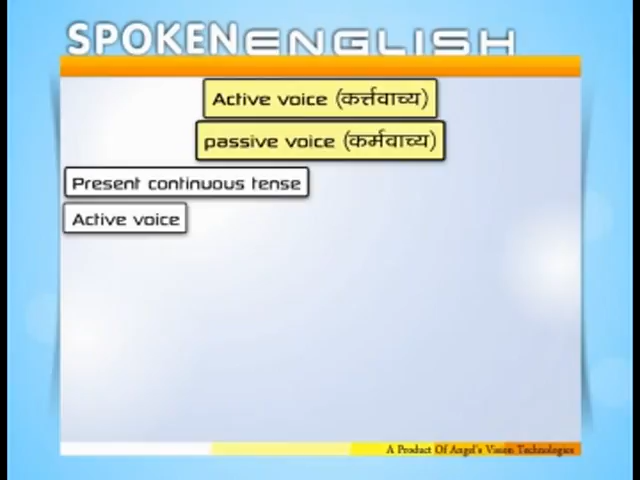 SPOKEN ENGLISH
Active voice (कर्त्तवाच्य)
passive voice (कर्मवाच्य)
Present continuous tense
Active voice
A Product Of Angel's Vision Technologies